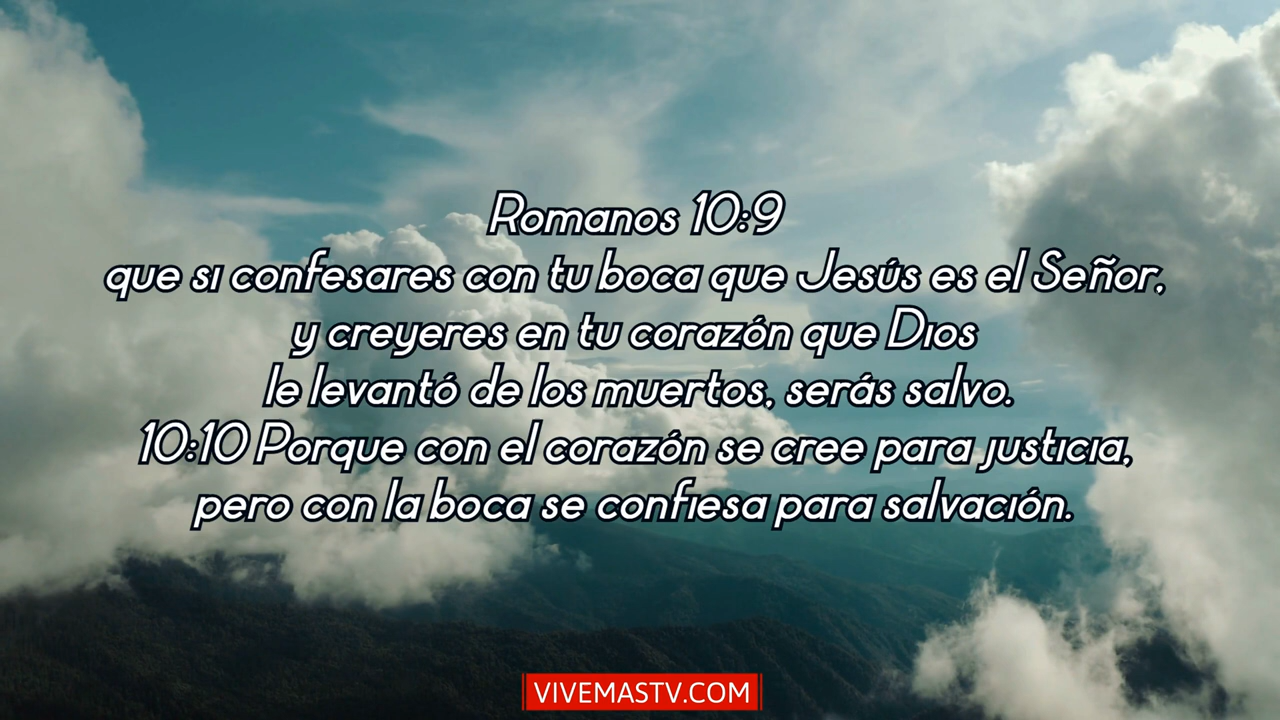 Romanos 10:9
que si confesares con tu boca que Jesús es el Señor,
y creyeres en tu corazón que Dios
le levantó de los muertos, serás salvo.
10:10 Porque con el corazón se cree para justicia,
pero con la boca se confiesa para salvación.
VIVEMASTV.COM